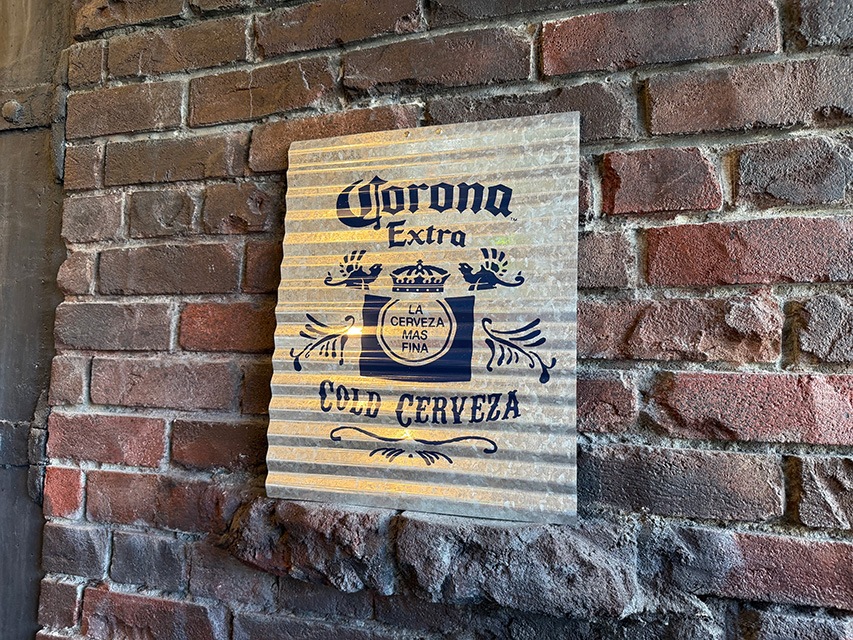 Corona
Extra
LA
CERVEZA
MAS
FINA
COLD CERVEZA